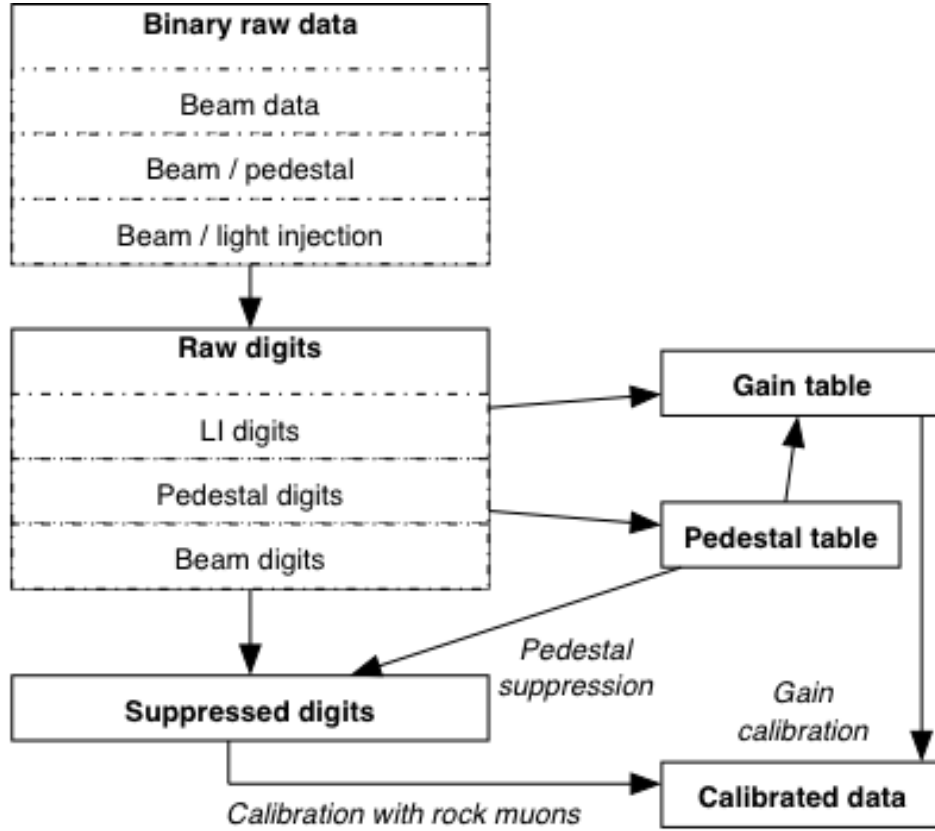 Binary raw data
Beam data
Beam / pedestal
Beam / light injection
Raw digits
LI digits
Pedestal digits
Beam digits
Gain table
Pedestal table
Pedestal
suppression
Suppressed digits
Gain
calibration
Calibrated data
Calibration with rock muons